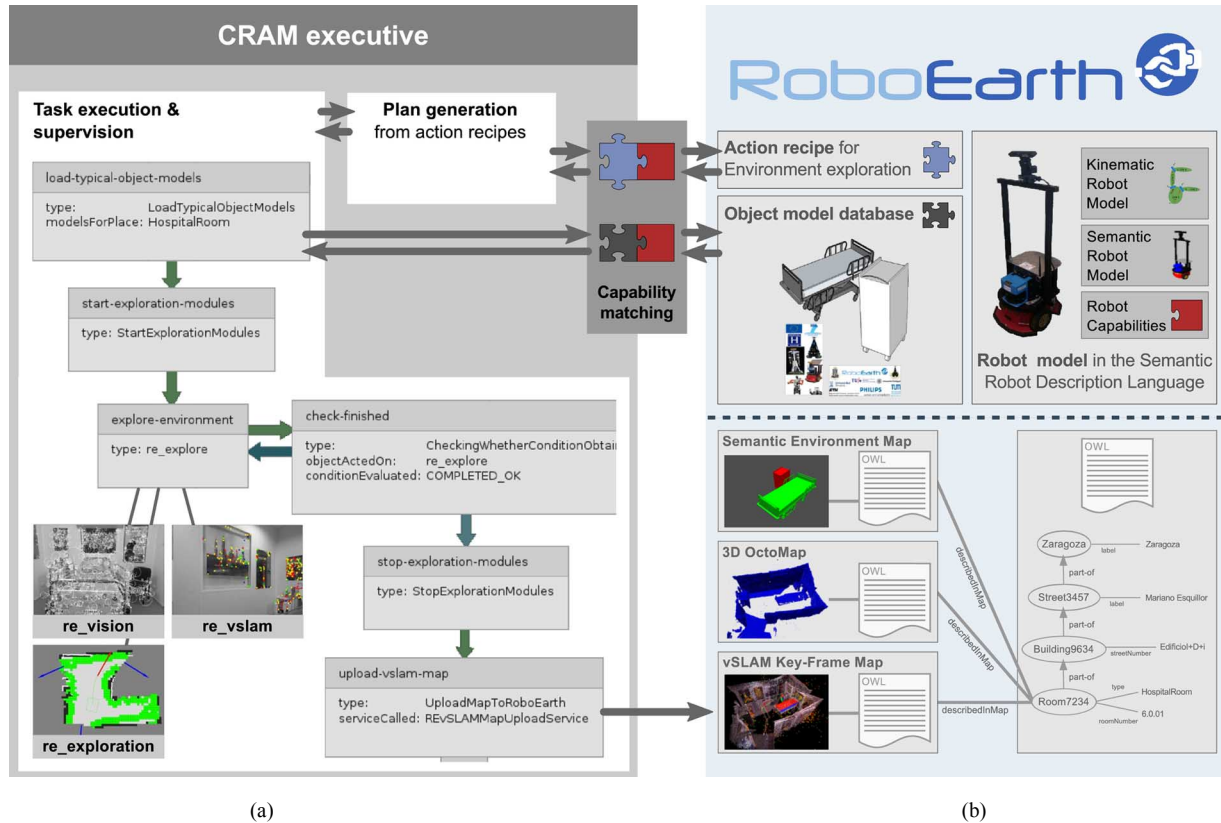 CRAM executive
Task execution &
supervision
Plan generation
from action recipes
load-typical-object-models
type: LoadTypicalObjectModels
modelsForPlace: HospitalRoom
start-exploration-modules
type: StartExplorationModules
explore-environment
type: re_explore
check-finished
type: CheckingWhetherConditionObtai
objectActedOn: re_explore
conditionEvaluated: COMPLETED_OK
re_vision
re_vslam
re_exploration
stop-exploration-modules
type: StopExplorationModules
upload-vslam-map
type: UploadMapToRoboEarth
serviceCalled: REvSLAMMapUploadService
Capability
matching
RoboEarth
Action recipe for
Environment exploration
Object model database
RoboEarth
PHILIPS
Kinematic
Robot
Model
Semantic
Robot
Model
Robot
Capabilities
Robot model in the Semantic
Robot Description Language
Semantic Environment Map
OWL
3D OctoMap
OWL
vSLAM Key-Frame Map
OWL
describedInMap
describedInMap
describedInMap
OWL
Zaragoza
label
Zaragoza
part-of
Street3457
label
Mariano Esquillor
part-of
Building9634
streetNumber
EdificioI+D+i
part-of
Room7234
type
HospitalRoom
roomNumber
6.0.01
(a)
(b)